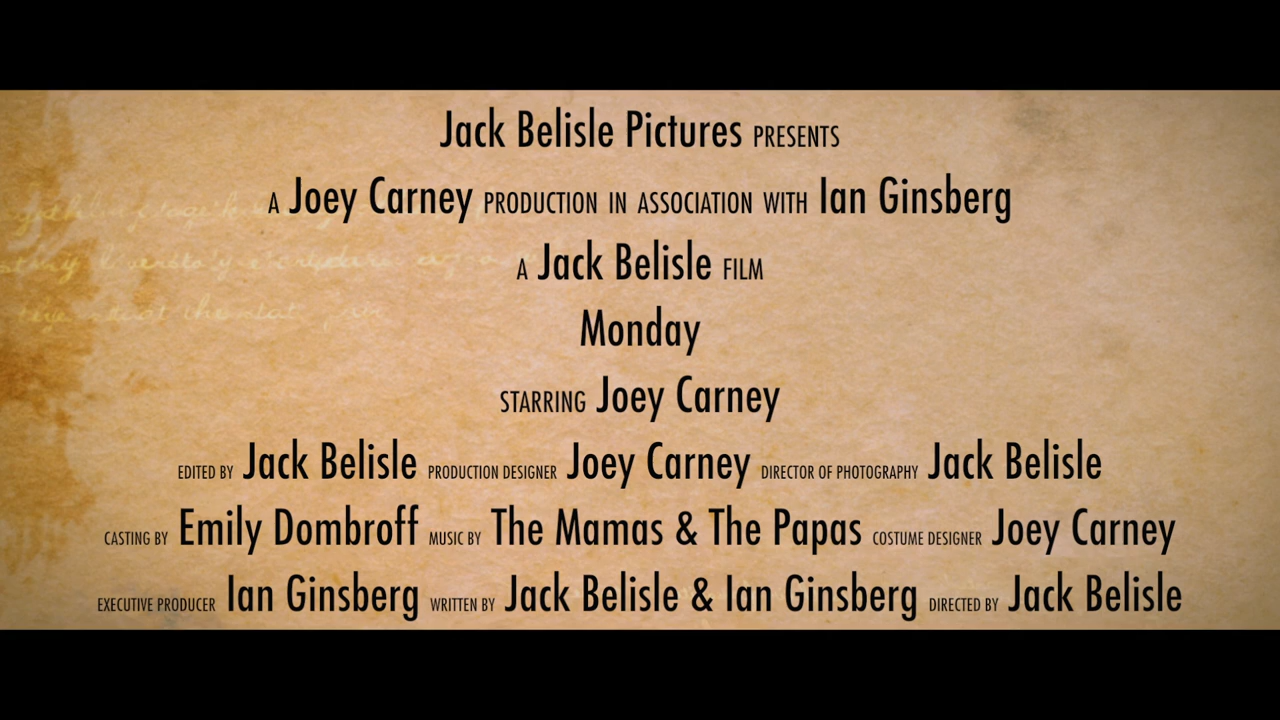 Jack Belisle Pictures PRESENTS
A Joey Carney PRODUCTION IN ASSOCIATION WITH Ian Ginsberg
A Jack Belisle FILM
Monday
STARRING Joey Carney
EDITED BY Jack Belisle PRODUCTION DESIGNER Joey Carney DIRECTOR OF PHOTOGRAPHY Jack Belisle
CASTING BY Emily Dombroff MUSIC BY The Mamas & The Papas COSTUME DESIGNER Joey Carney
EXECUTIVE PRODUCER Ian Ginsberg WRITTEN BY Jack Belisle & Ian Ginsberg DIRECTED BY Jack Belisle